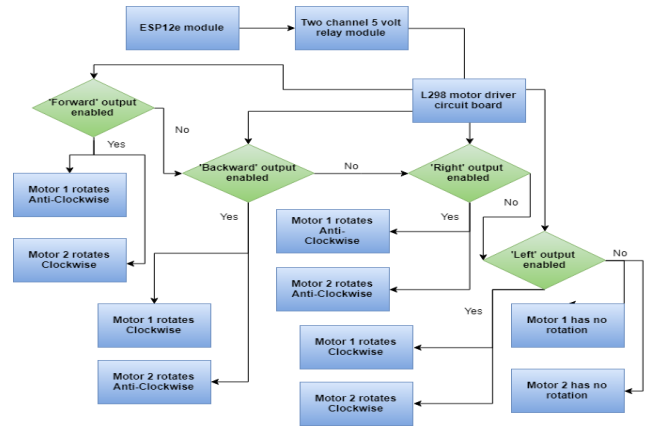 ESP12e module
Two channel 5 volt
relay module
L298 motor driver
circuit board
'Forward' output
enabled
No
Yes
'Backward' output
enabled
No
'Right' output
enabled
Motor 1 rotates
Anti-Clockwise
Yes
Motor 1 rotates
Anti-
Clockwise
Yes
No
Motor 2 rotates
Clockwise
Motor 2 rotates
Anti-Clockwise
'Left' output
enabled
No
Motor 1 rotates
Clockwise
Yes
Motor 1 has no
rotation
Motor 1 rotates
Clockwise
Motor 2 rotates
Anti-Clockwise
Motor 2 has no
rotation
Motor 2 rotates
Clockwise